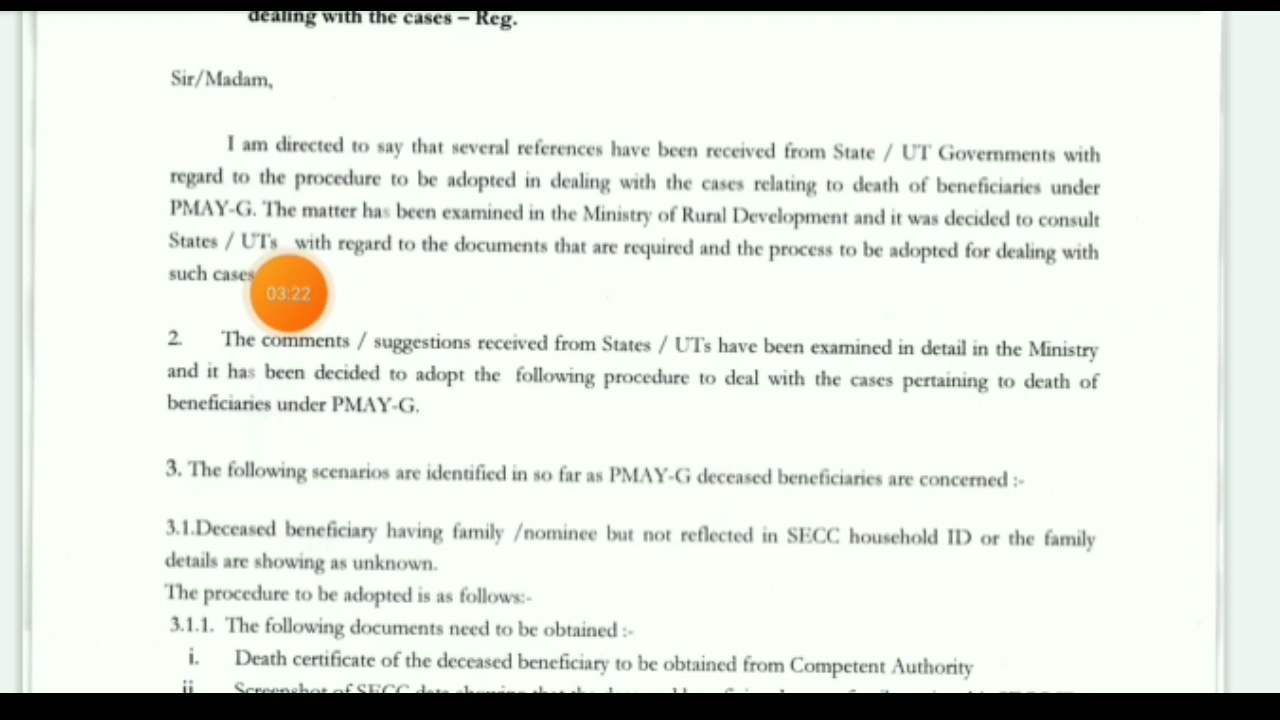 dealing with the cases – Reg.
Sir/Madam,
I am directed to say that several references have been received from State / UT Governments with
regard to the procedure to be adopted in dealing with the cases relating to death of beneficiaries under
PMAY-G. The matter has been examined in the Ministry of Rural Development and it was decided to consult
States / UTs with regard to the documents that are required and the process to be adopted for dealing with
such cases
03:22
2. The comments / suggestions received from States / UTs have been examined in detail in the Ministry
and it has been decided to adopt the following procedure to deal with the cases pertaining to death of
beneficiaries under PMAY-G.
3. The following scenarios are identified in so far as PMAY-G deceased beneficiaries are concerned :-
3.1.Deceased beneficiary having family /nominee but not reflected in SECC household ID or the family
details are showing as unknown.
The procedure to be adopted is as follows:-
3.1.1. The following documents need to be obtained :-
i. Death certificate of the deceased beneficiary to be obtained from Competent Authority
ii Screenshot of SECC data showing that the